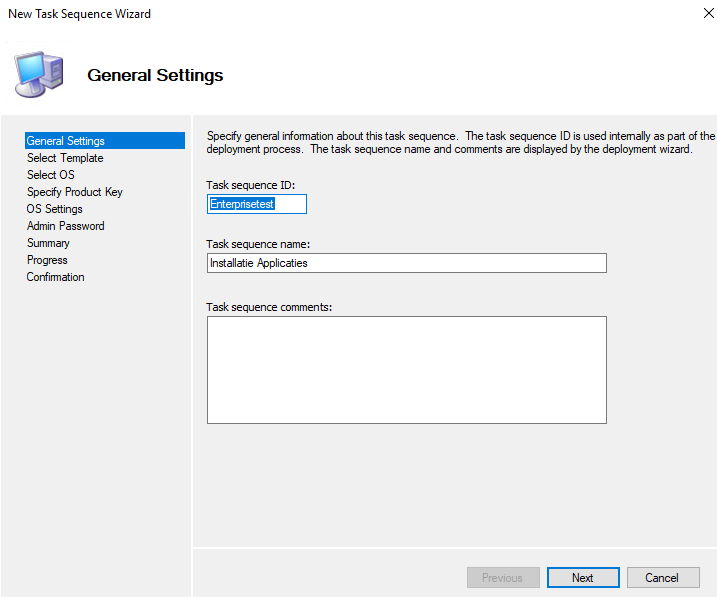 New Task Sequence Wizard
General Settings
General Settings
Select Template
Select OS
Specify Product Key
OS Settings
Admin Password
Summary
Progress
Confirmation
Specify general information about this task sequence.  The task sequence ID is used internally as part of the
deployment process.  The task sequence name and comments are displayed by the deployment wizard.
Task sequence ID:
Enterprisetest
Task sequence name:
Installatie Applicaties
Task sequence comments:
Previous
Next
Cancel